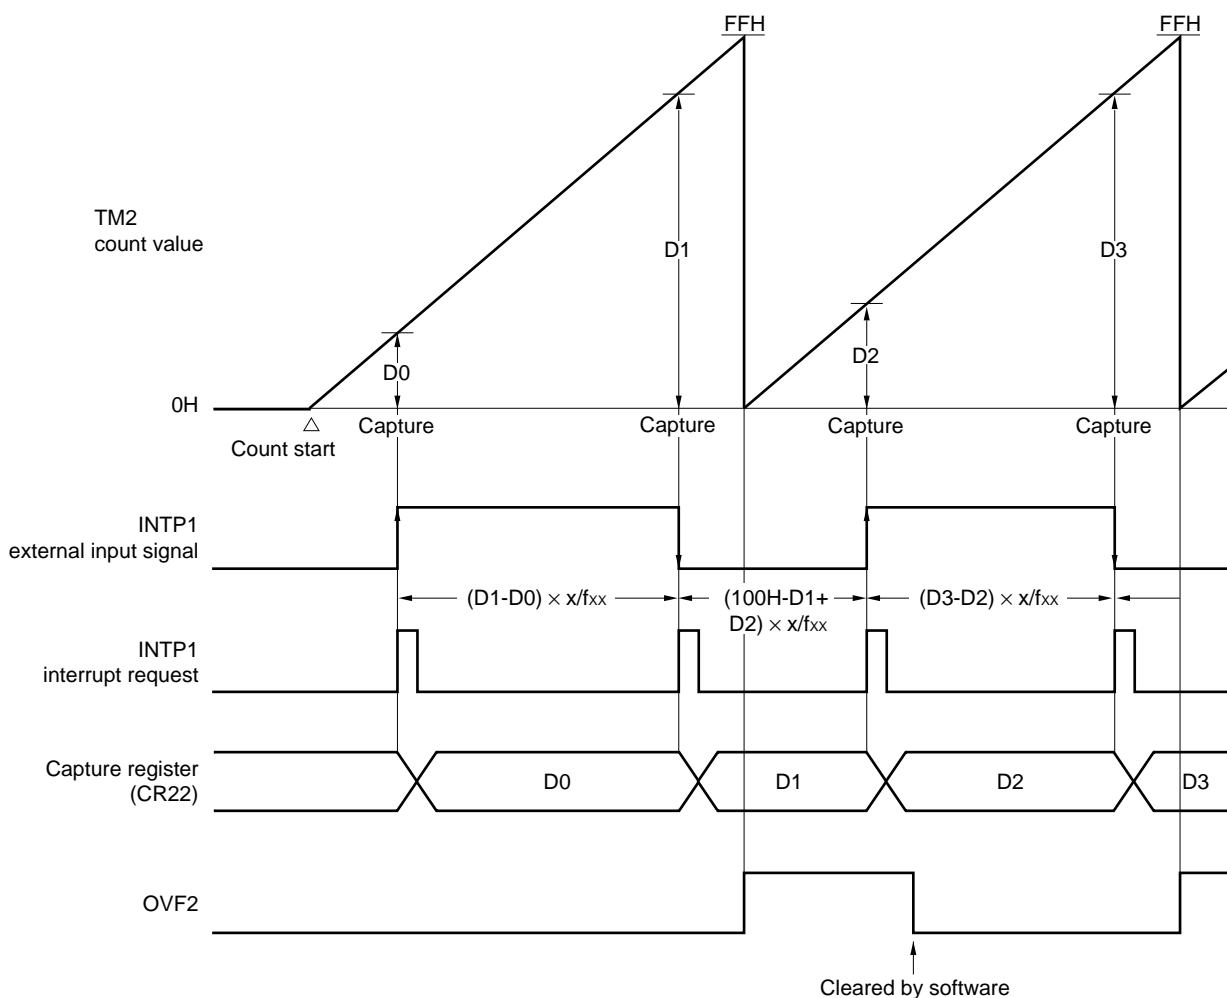 FFH
FFH
TM2
count value
D1
D3
D0
D2
0H
Capture
Capture
Capture
Capture
△
Count start
INTP1
external input signal
(D1-D0) × x/fxx
(100H-D1+
D2) × x/fxx
(D3-D2) × x/fxx
INTP1
interrupt request
Capture register
(CR22)
D0
D1
D2
D3
OVF2
Cleared by software